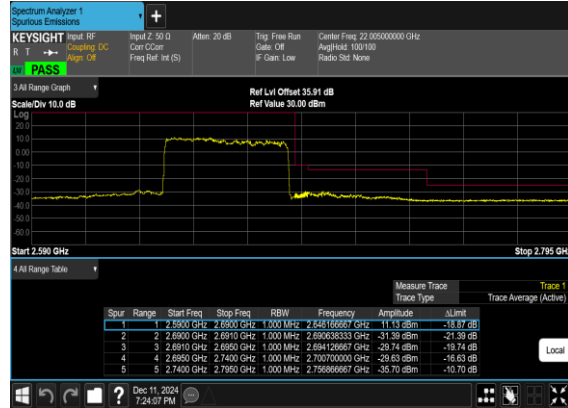 Spectrum Analyzer 1
Spurious Emissions
+
KEYSIGHT Input: RF Input Z: 50 Ω Atten: 20 dB Trig: Free Run Center Freq: 22.005000000 GHz
R T Coupling: DC Corr CCorr Gate: Off Avg|Hold: 100/100
Align: Off Freq Ref: Int (S) IF Gain: Low Radio Std: None
LW PASS
3 All Range Graph
Ref Lvl Offset 35.91 dB
Scale/Div 10.0 dB Ref Value 30.00 dBm
Log
20.0
10.0
0.00
-10.0
-20.0
-30.0
-40.0
-50.0
-60.0
Start 2.590 GHz Stop 2.795 GH
4 All Range Table
Measure Trace Trace 1
Trace Type Trace Average (Active)
Spur Range Start Freq Stop Freq RBW Frequency Amplitude ΔLimit
1 1 2.5900 GHz 2.6900 GHz 1.000 MHz 2.646166667 GHz 11.13 dBm -18.87 dB
2 2 2.6900 GHz 2.6910 GHz 1.000 MHz 2.690638333 GHz -31.39 dBm -21.39 dB
3 3 2.6910 GHz 2.6950 GHz 1.000 MHz 2.694126667 GHz -29.74 dBm -19.74 dB
4 4 2.6950 GHz 2.7400 GHz 1.000 MHz 2.700700000 GHz -29.63 dBm -16.63 dB
5 5 2.7400 GHz 2.7950 GHz 1.000 MHz 2.756866667 GHz -35.70 dBm -10.70 dB
Local
? Dec 11, 2024
7:24:07 PM